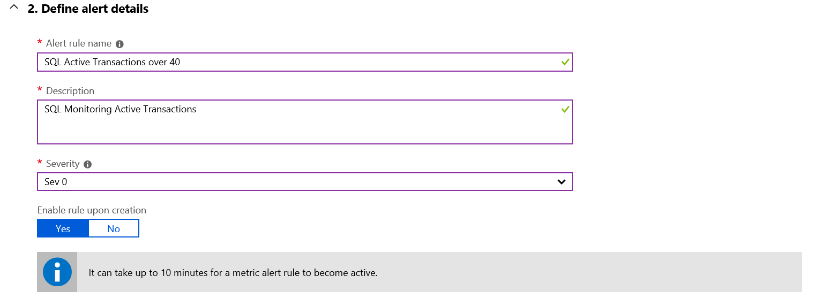 2. Define alert details
* Alert rule name
SQL Active Transactions over 40
* Description
SQL Monitoring Active Transactions
* Severity
Sev 0
Enable rule upon creation
Yes No
It can take up to 10 minutes for a metric alert rule to become active.